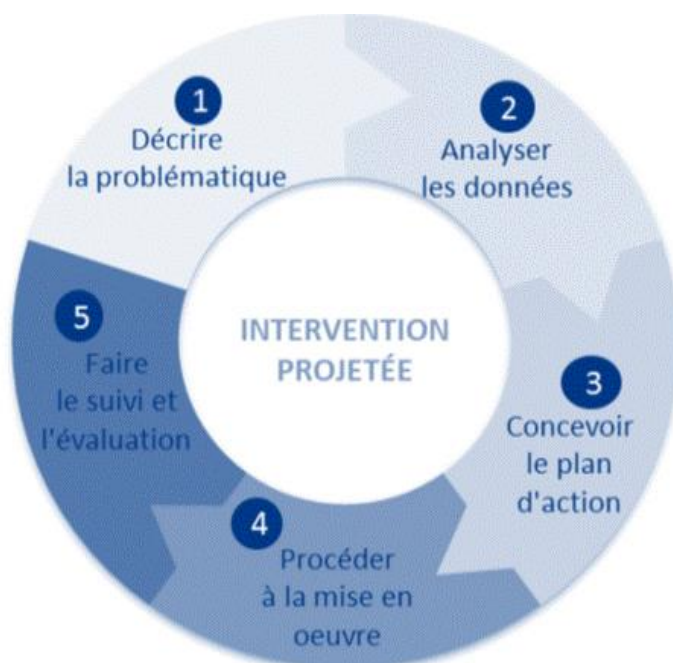 1
Décrire
la problématique
2
Analyser
les données
3
Concevoir
le plan
d'action
4
Procéder
à la mise en
oeuvre
5
Faire
le suivi et
l'évaluation
INTERVENTION
PROJETÉE